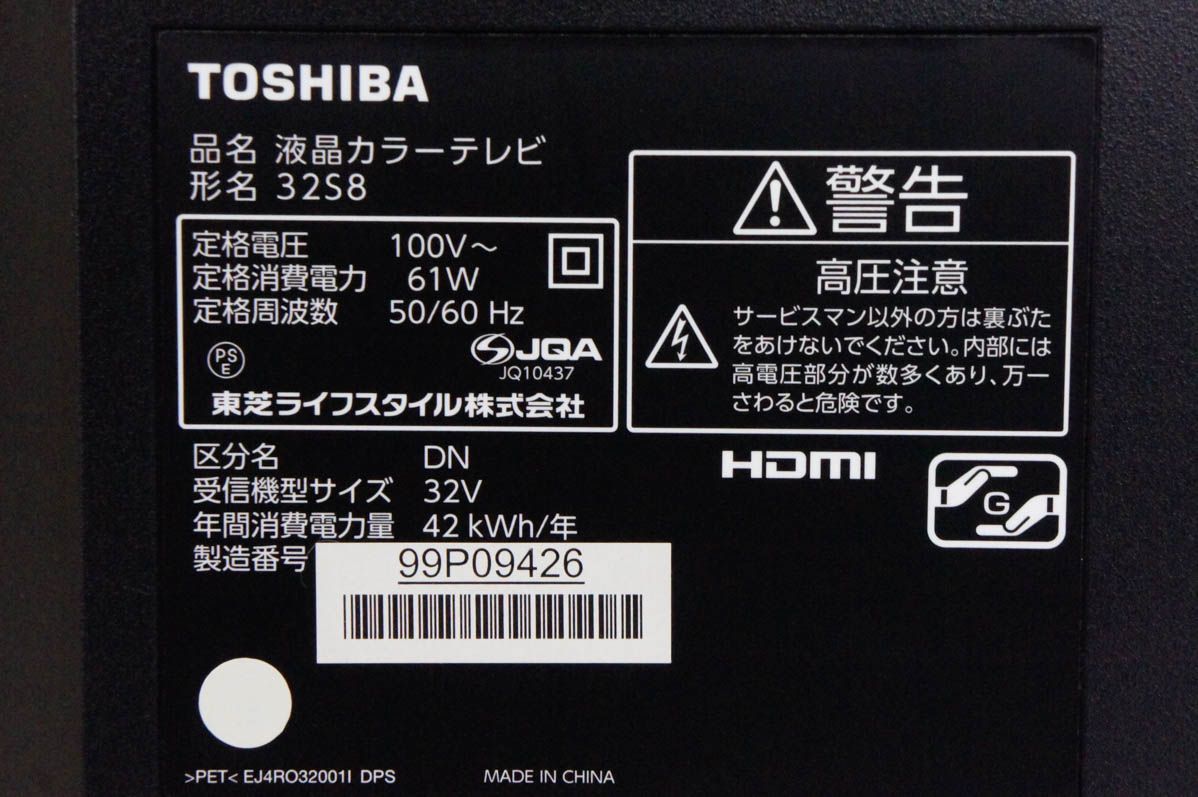 TOSHIBA
品名 液晶カラーテレビ
形名 32S8
定格電圧 100V～
定格消費電力 61W
定格周波数 50/60 Hz
PS
E
JQA
JQ10437
東芝ライフスタイル株式会社
警告
高圧注意
サービスマン以外の方は裏ぶた
をあけないでください。内部には
高電圧部分が数多くあり、万一
さわると危険です。
区分名 DN
受信機型サイズ 32V
年間消費電力量 42 kWh/年
製造番号 99P09426
HDMI
G
>PET< EJ4RO32001I DPS
MADE IN CHINA